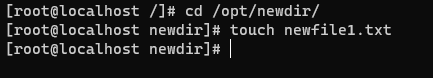 [root@localhost /]# cd /opt/newdir/
[root@localhost newdir]# touch newfile1.txt
[root@localhost newdir]#